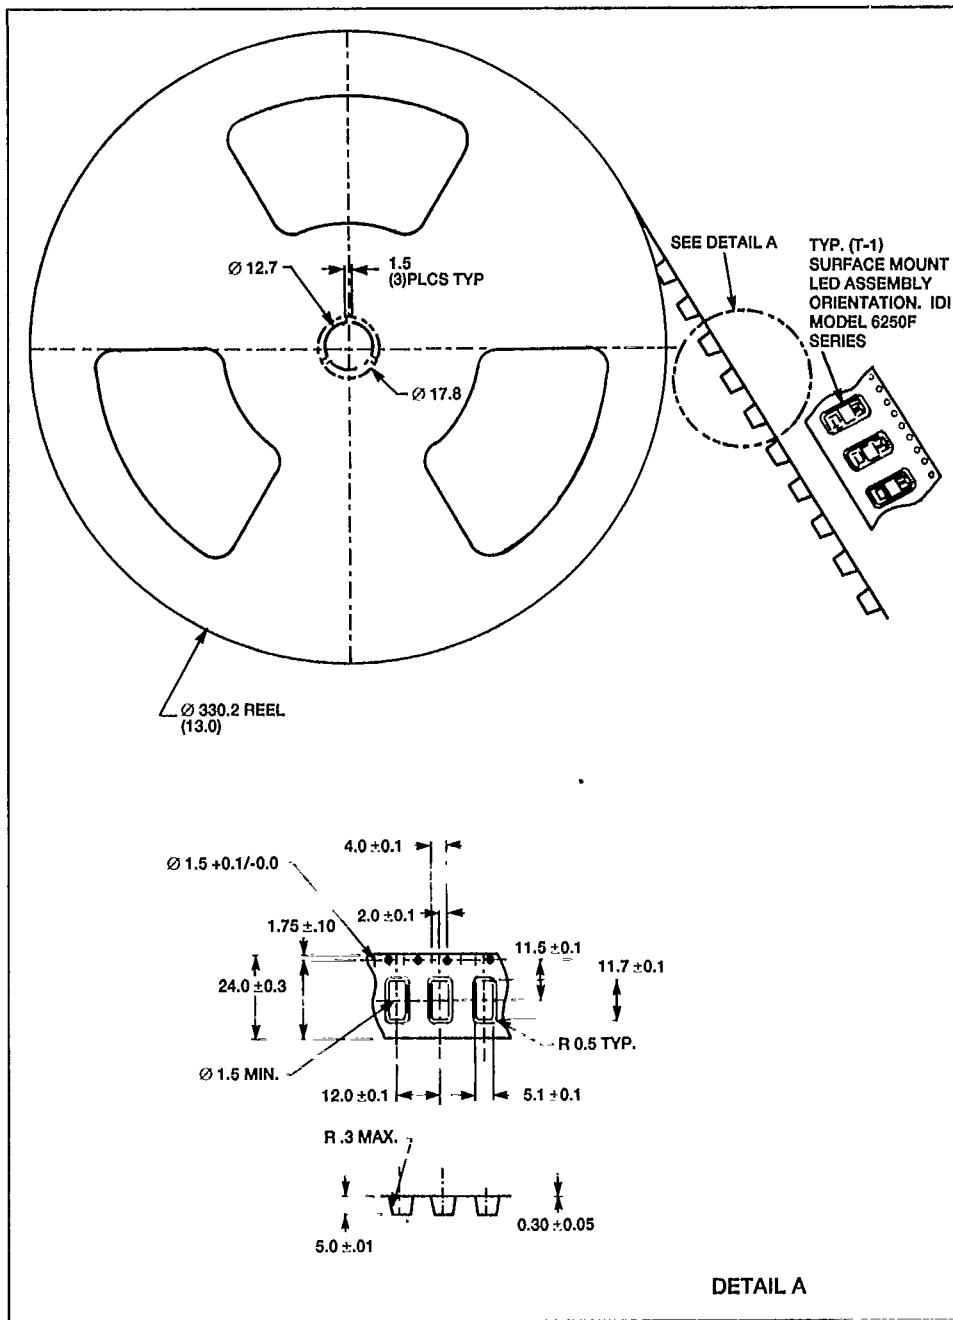 SEE DETAIL A
TYP. (T-1)
SURFACE MOUNT
LED ASSEMBLY
ORIENTATION. IDI
MODEL 6250F
SERIES
Ø 12.7
1.5
(3)PLCS TYP
Ø 17.8
Ø 330.2 REEL
(13.0)
4.0 ±0.1
Ø 1.5 +0.1/-0.0
2.0 ±0.1
1.75 ±.10
11.5 ±0.1
11.7 ±0.1
24.0 ±0.3
R 0.5 TYP.
Ø 1.5 MIN.
12.0 ±0.1
5.1 ±0.1
R .3 MAX.
0.30 ±0.05
5.0 ±.01
DETAIL A